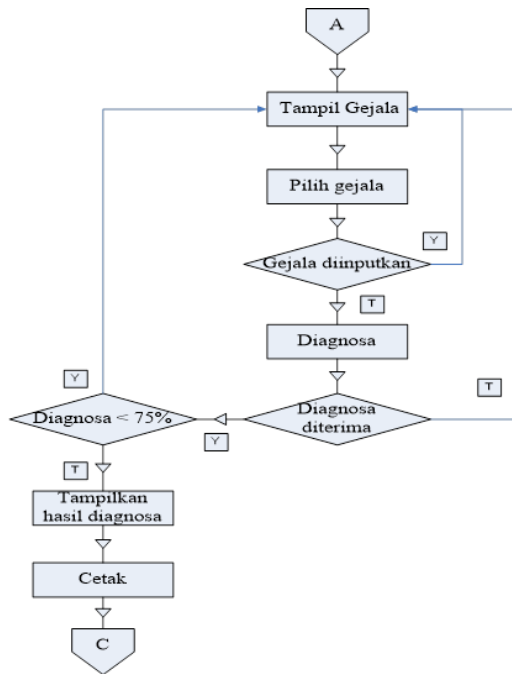 A
Tampil Gejala
Pilih gejala
Y
Gejala diinputkan
T
Diagnosa
Y
T
Diagnosa < 75%
Diagnosa
diterima
Y
T
Tampilkan
hasil diagnosa
Cetak
C